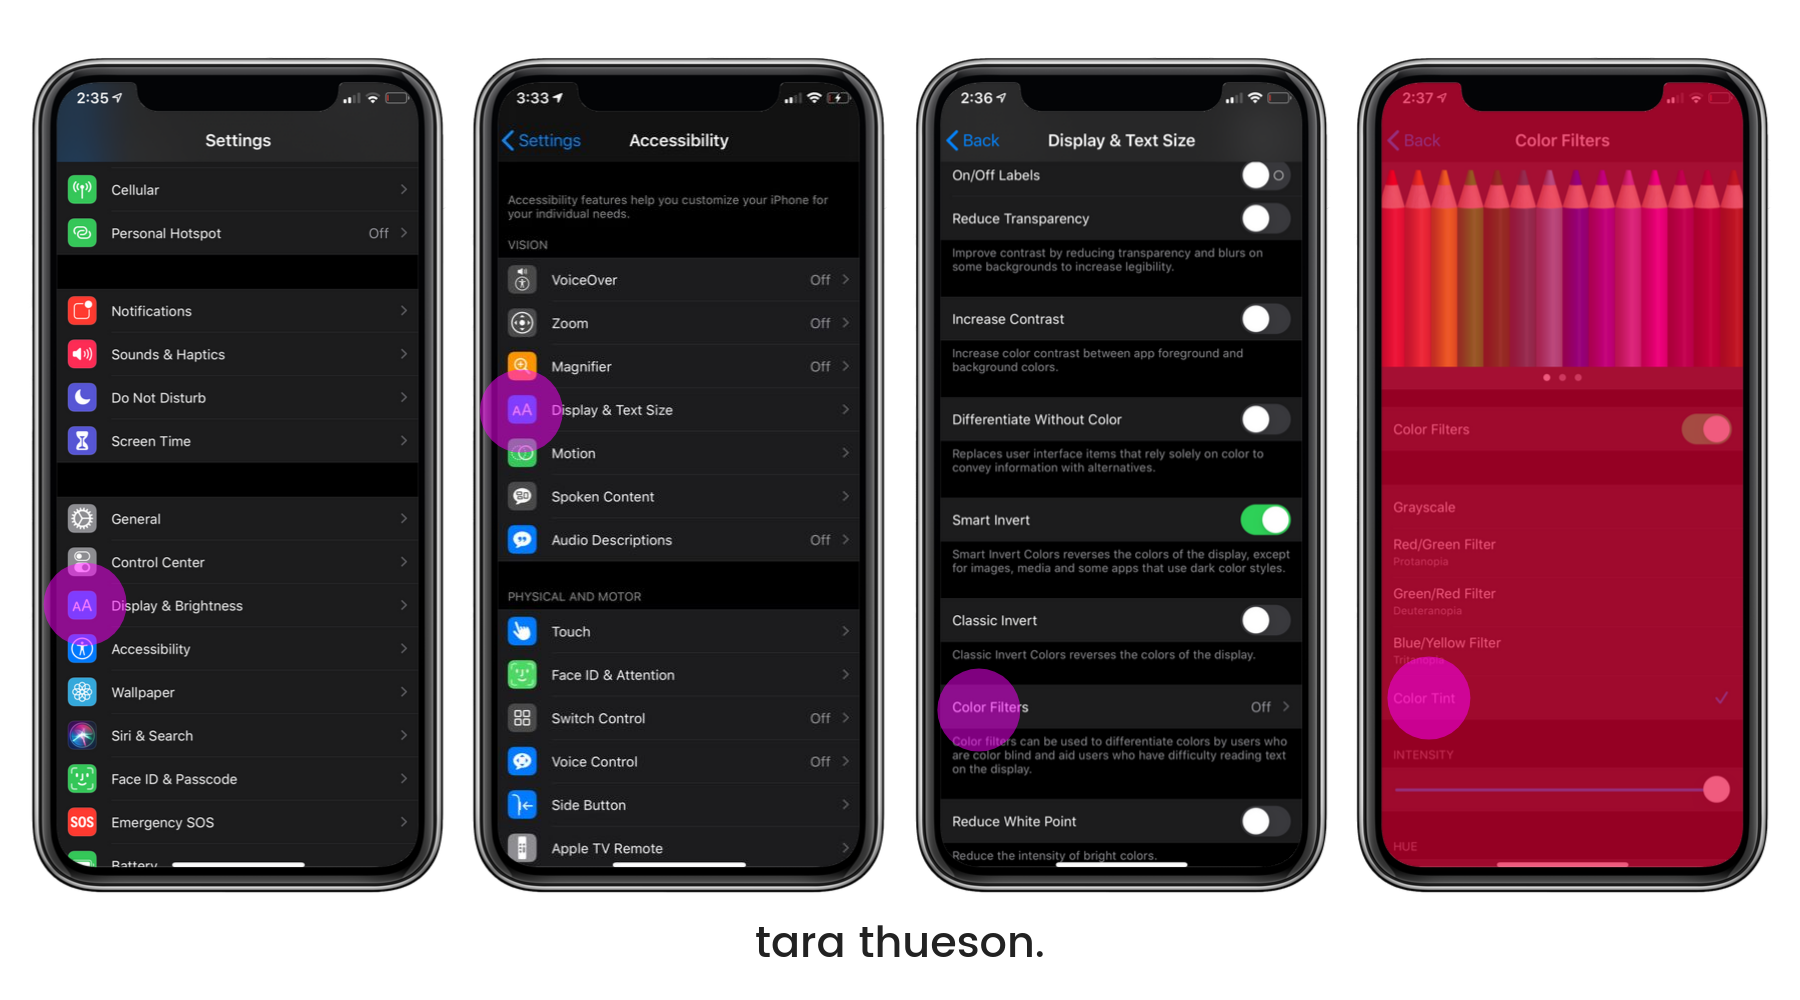 2:35
Settings
Cellular
Personal Hotspot Off
Notifications
Sounds & Haptics
Do Not Disturb
Screen Time
General
Control Center
AA Display & Brightness
Accessibility
Wallpaper
Siri & Search
Face ID & Passcode
SOS Emergency SOS
Battery
3:33
Settings Accessibility
Accessibility features help you customize your iPhone for
your individual needs.
VISION
VoiceOver Off
Zoom Off
Magnifier Off
AA Display & Text Size
Motion
Spoken Content
Audio Descriptions Off
PHYSICAL AND MOTOR
Touch
Face ID & Attention
Switch Control Off
Voice Control Off
Side Button
Apple TV Remote
2:36
Back Display & Text Size
On/Off Labels
Reduce Transparency
Improve contrast by reducing transparency and blurs on
some backgrounds to increase legibility.
Increase Contrast
Increase color contrast between app foreground and
background colors.
Differentiate Without Color
Replaces user interface items that rely solely on color to
convey information with alternatives.
Smart Invert
Smart Invert Colors reverses the colors of the display, except
for images, media and some apps that use dark color styles.
Classic Invert
Classic Invert Colors reverses the colors of the display.
Color Filters Off
Color filters can be used to differentiate colors by users who
are color blind and aid users who have difficulty reading text
on the display.
Reduce White Point
Reduce the intensity of bright colors.
2:37
Back Color Filters
Color Filters
Grayscale
Red/Green Filter
Protanopia
Green/Red Filter
Deuteranopia
Blue/Yellow Filter
Tritanopia
Color Tint
INTENSITY
HUE
tara thueson.